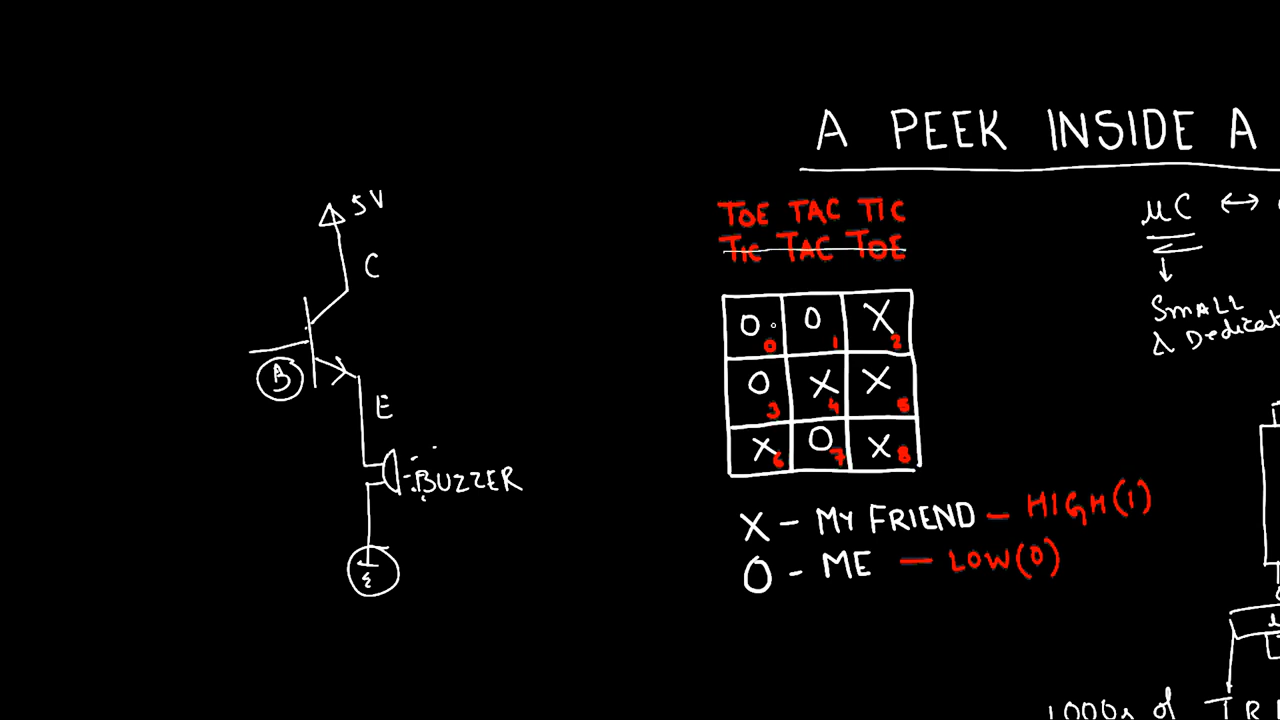 A PEEK INSIDE A
5V
C
B
E
BUZZER
TOE TAC TIC
TIC TAC TOE
O O X
0 1 2
O X X
3 4 5
X O X
6 7 8
X - MY FRIEND - HIGH(1)
O - ME - LOW(0)
μC ↔
SMALL
& Dedicat
1000s of TR